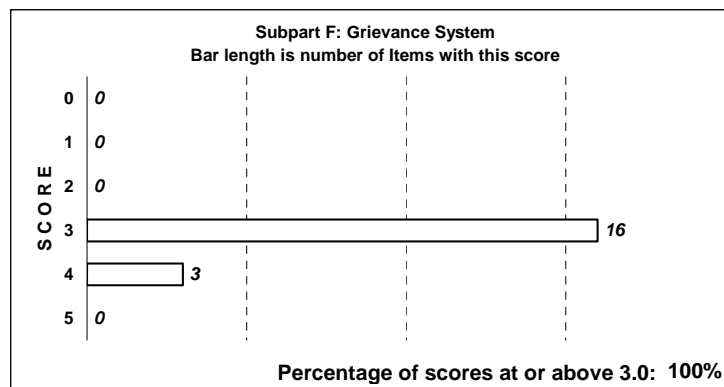 Subpart F: Grievance System
Bar length is number of Items with this score
SCORE
0 0
1 0
2 0
3 16
4 3
5 0
Percentage of scores at or above 3.0: 100%